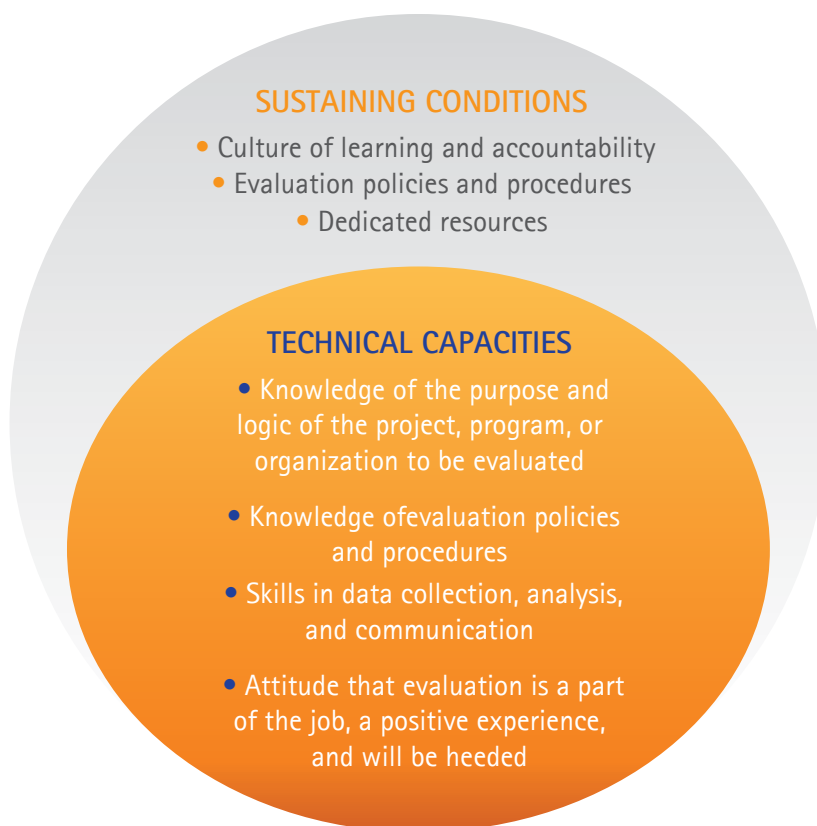 SUSTAINING CONDITIONS
• Culture of learning and accountability
• Evaluation policies and procedures
• Dedicated resources
TECHNICAL CAPACITIES
• Knowledge of the purpose and
logic of the project, program, or
organization to be evaluated
• Knowledge ofevaluation policies
and procedures
• Skills in data collection, analysis,
and communication
• Attitude that evaluation is a part
of the job, a positive experience,
and will be heeded